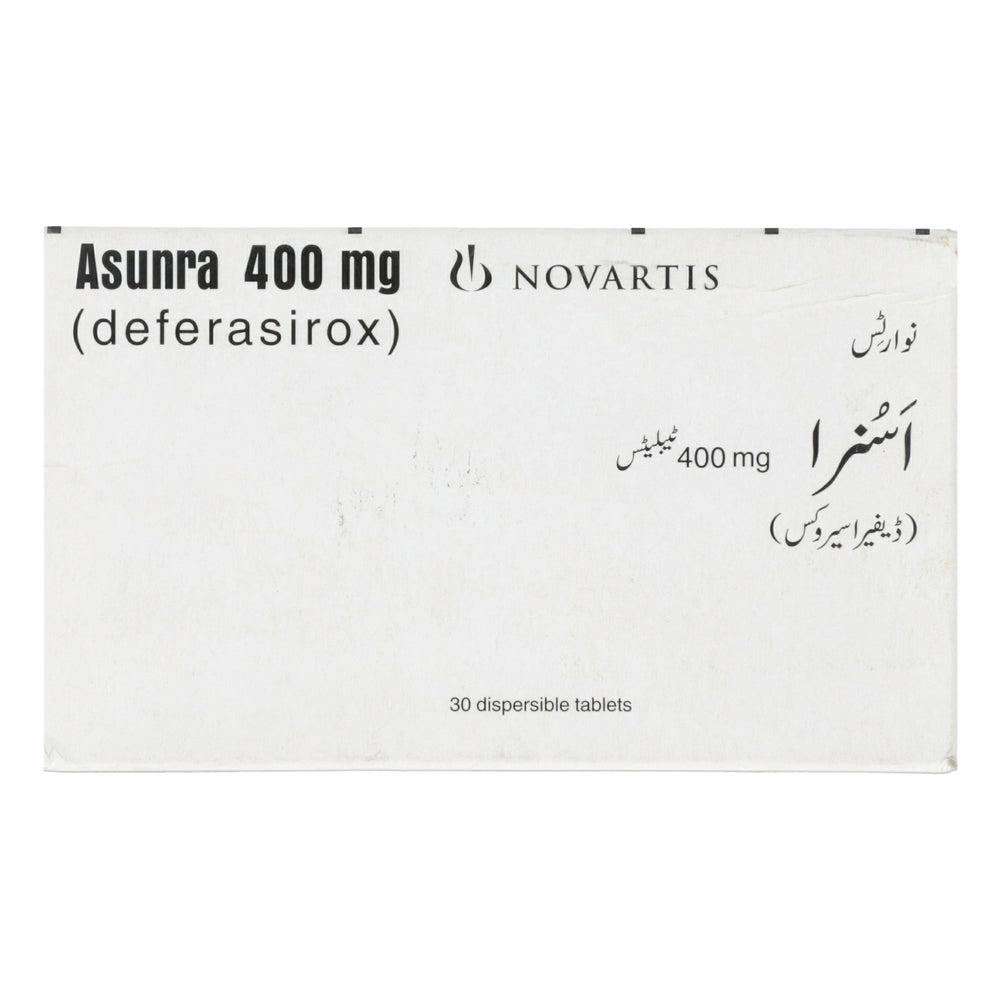 Asunra 400 mg
(deferasirox)
NOVARTIS
نوارٹس
اَسُنرا 400 mg ٹیبلیٹس
(ڈیفیراسیروکس)
30 dispersible tablets